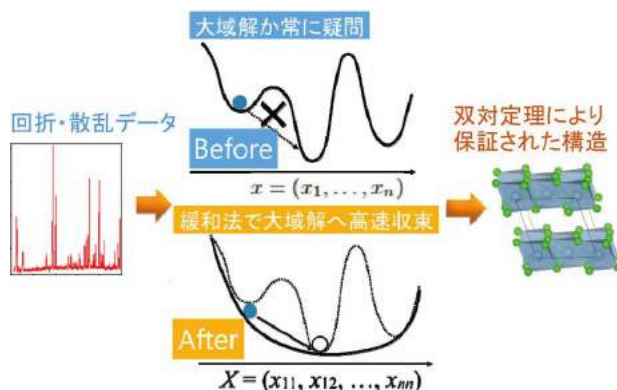 大域解か常に疑問
回折・散乱データ
Before
x = (x₁, . . . , xₙ)
緩和法で大域解へ高速収束
After
X = (x₁₁, x₁₂, ..., xₙₙ)
双対定理により
保証された構造